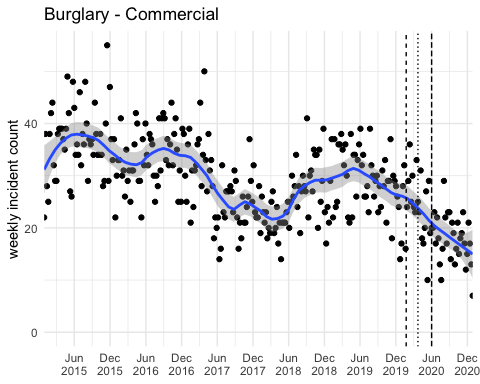 Burglary - Commercial
weekly incident count
40
20
0
Jun Dec Jun Dec Jun Dec Jun Dec Jun Dec Jun Dec
2015 2015 2016 2016 2017 2017 2018 2018 2019 2019 2020 2020